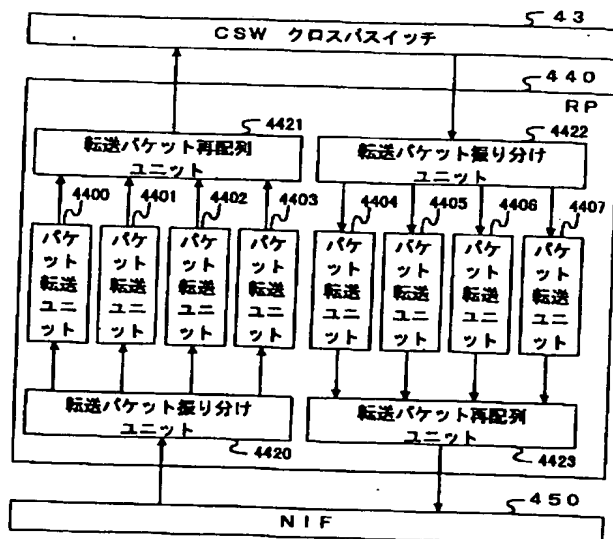 43
CSW クロスバスイッチ
440
RP
4421
転送パケット再配列
ユニット
4422
転送パケット振り分け
ユニット
4400
4401
4402
4403
4404
4405
4406
4407
パケット転送ユニット
パケット転送ユニット
パケット転送ユニット
パケット転送ユニット
パケット転送ユニット
パケット転送ユニット
パケット転送ユニット
パケット転送ユニット
転送パケット振り分け
ユニット
4420
転送パケット再配列
ユニット
4423
450
NIF